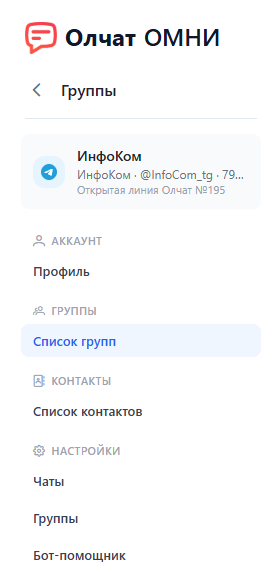 Олчат ОМНИ
Группы
ИнфоКом
ИнфоКом · @InfoCom_tg · 79...
Открытая линия Олчат №195
АККАУНТ
Профиль
ГРУППЫ
Список групп
КОНТАКТЫ
Список контактов
НАСТРОЙКИ
Чаты
Группы
Бот-помощник